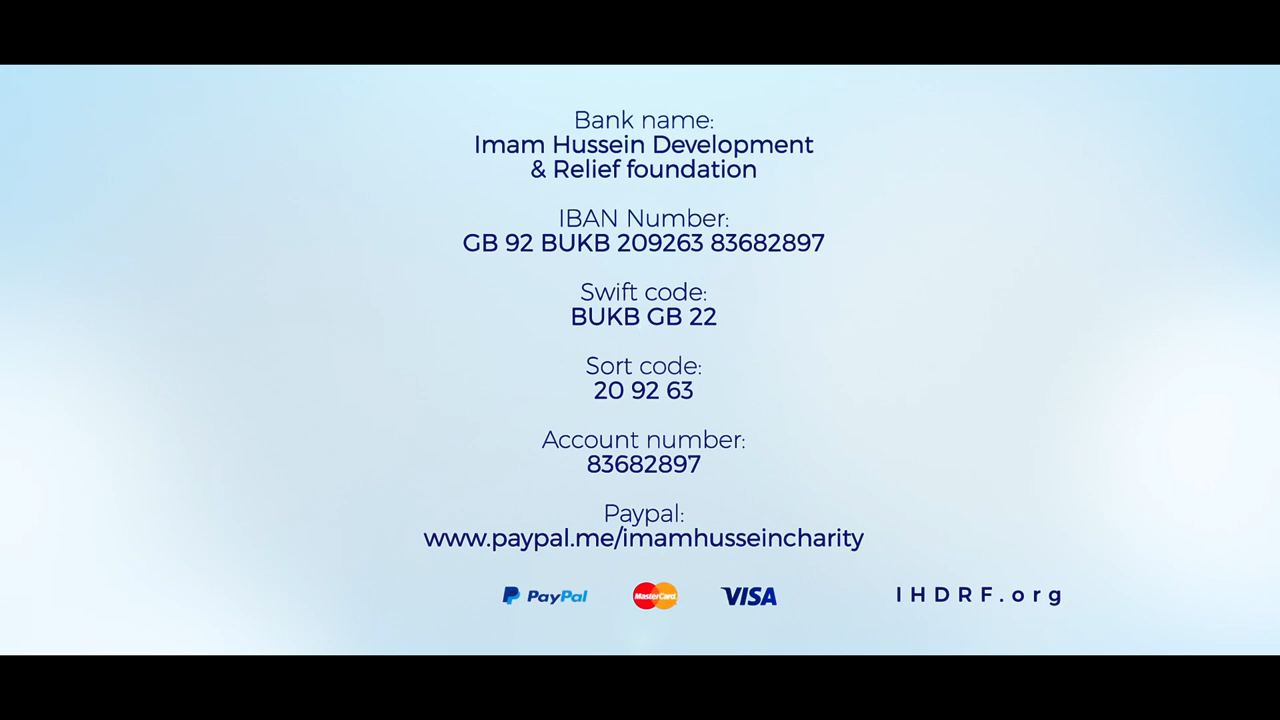 Bank name:
Imam Hussein Development
& Relief foundation
IBAN Number:
GB 92 BUKB 209263 83682897
Swift code:
BUKB GB 22
Sort code:
20 92 63
Account number:
83682897
Paypal:
www.paypal.me/imamhusseincharity
PayPal MasterCard VISA IHDRF.org